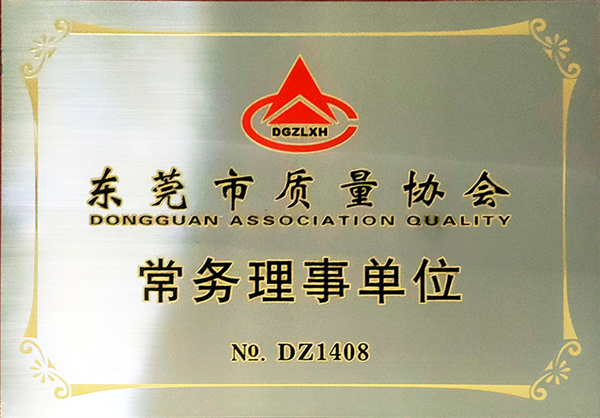 DGZLXH
东莞市质量协会
DONGGUAN ASSOCIATION QUALITY
常务理事单位
№. DZ1408